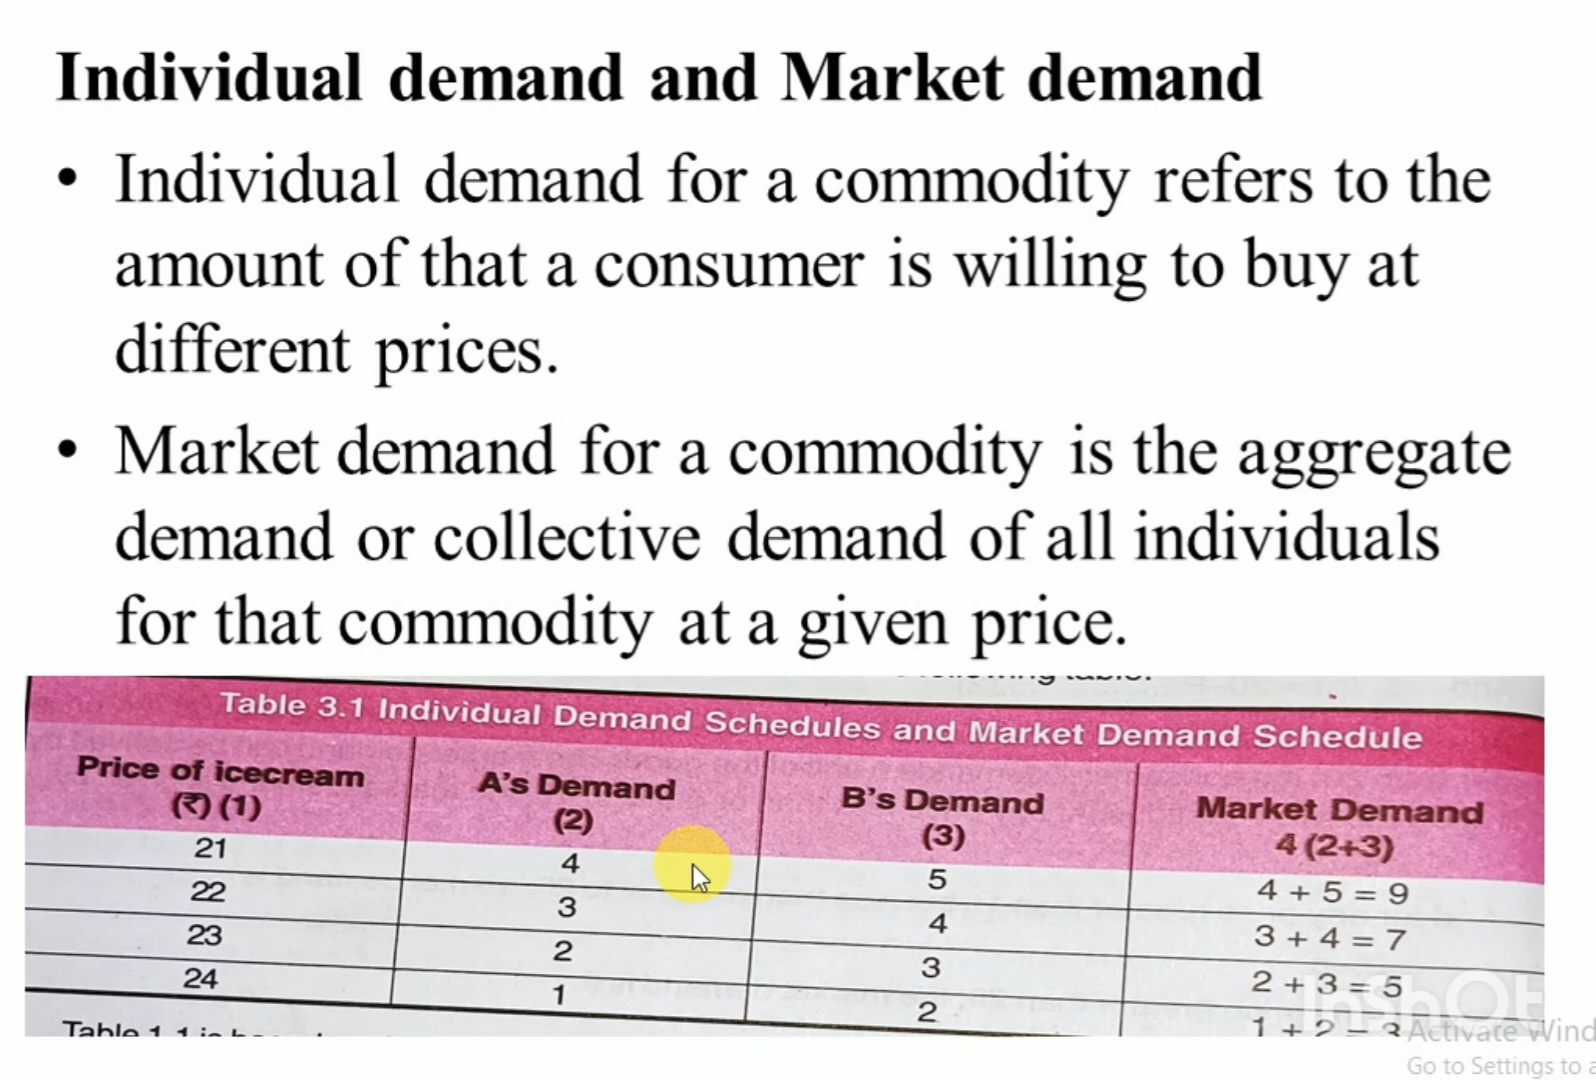 Individual demand and Market demand
• Individual demand for a commodity refers to the
amount of that a consumer is willing to buy at
different prices.
• Market demand for a commodity is the aggregate
demand or collective demand of all individuals
for that commodity at a given price.
Table 3.1 Individual Demand Schedules and Market Demand Schedule
Price of icecream (₹) (1) A's Demand (2) B's Demand (3) Market Demand 4 (2+3)
21 4 5 4 + 5 = 9
22 3 4 3 + 4 = 7
23 2 3 2 + 3 = 5
24 1 2 1 + 2 = 3
InShOt
Activate Wind
Go to Settings to a